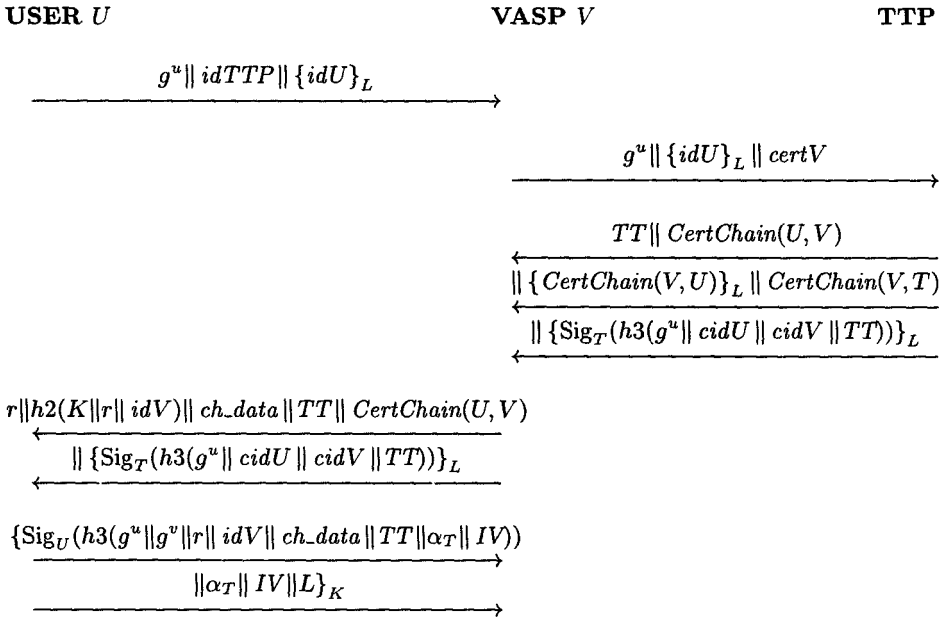 USER U VASP V TTP
g^u|| idTTP|| {idU}_L
g^u|| {idU}_L || certV
TT|| CertChain(U, V)
|| { CertChain(V, U)}_L || CertChain(V, T)
|| {Sig_T(h3(g^u|| cidU || cidV || TT))}_L
r||h2(K||r|| idV)|| ch_data||TT|| CertChain(U, V)
|| {Sig_T(h3(g^u|| cidU || cidV || TT))}_L
{Sig_U(h3(g^u||g^v||r|| idV|| ch_data||TT||α_T|| IV))
||α_T|| IV||L}_K